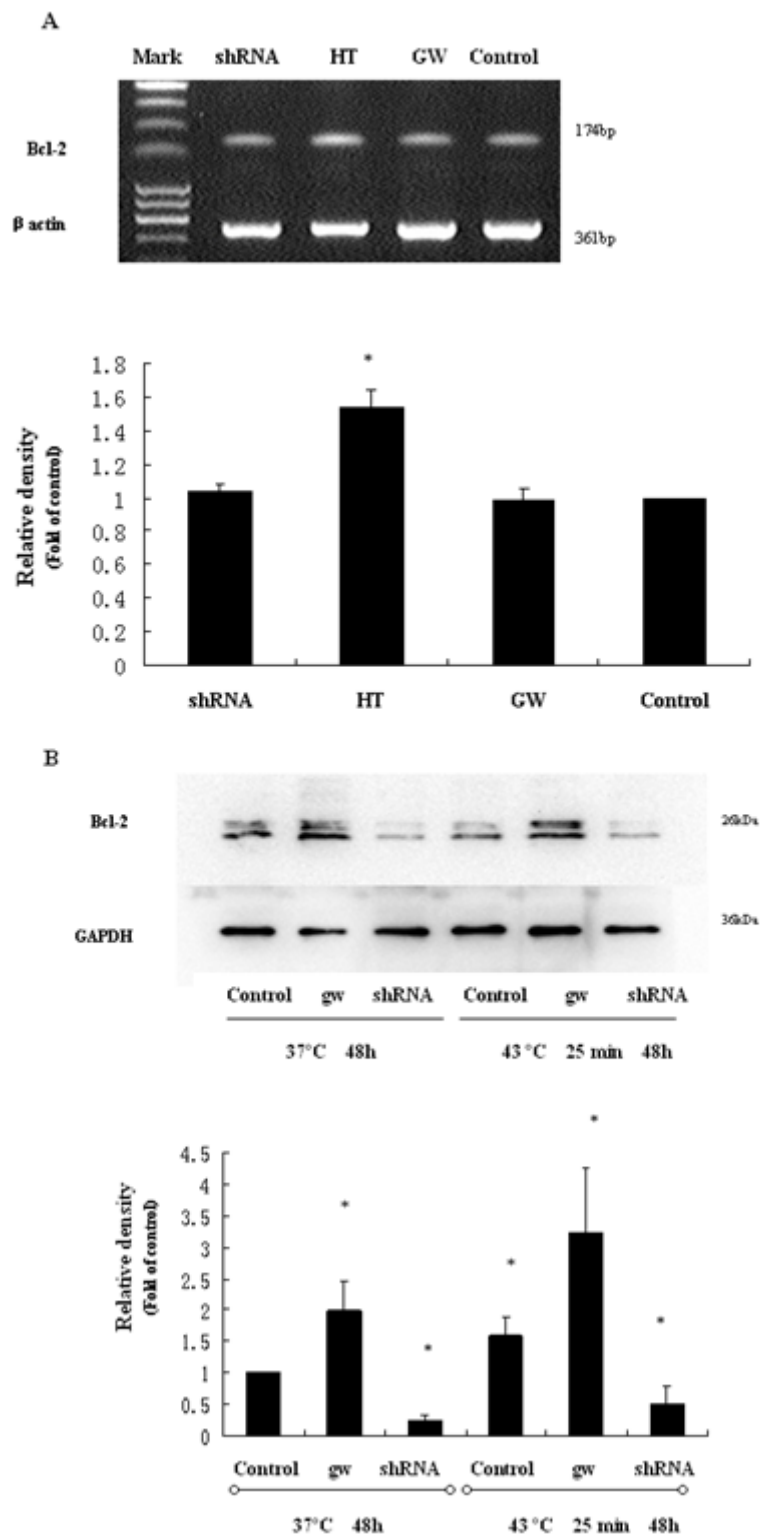 A
Mark shRNA HT GW Control
Bcl-2
174bp
β actin
361bp
*
1.8
1.6
1.4
1.2
1
0.8
0.6
0.4
0.2
0
Relative density
(Fold of control)
shRNA HT GW Control
B
Bcl-2
26kDa
GAPDH
36kDa
Control gw shRNA Control gw shRNA
37°C 48h 43 °C 25 min 48h
* * * * *
4.5
4
3.5
3
2.5
2
1.5
1
0.5
0
Relative density
(Fold of control)
Control gw shRNA Control gw shRNA
37°C 48h 43 °C 25 min 48h